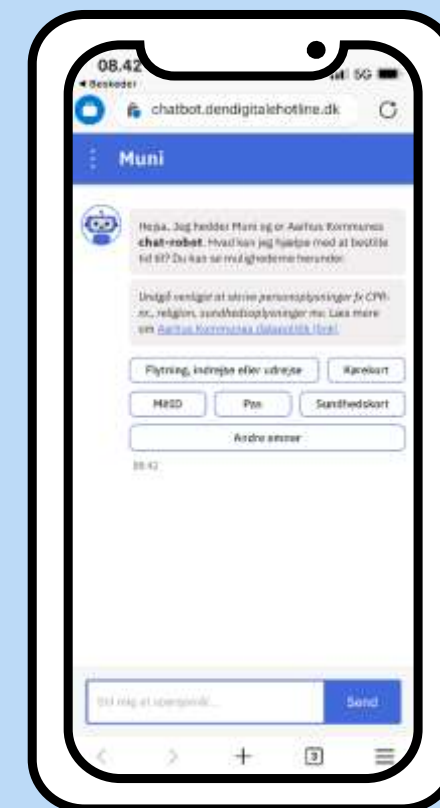 08.42
5G
◀ Beskeder
chatbot.dendigitalehotline.dk
Muni
Hejsa. Jeg hedder Muni og er Aarhus Kommunes
chat-robot. Hvad kan jeg hjælpe med at bestille
tid til? Du kan se mulighederne herunder.
Undgå venligst at skrive personoplysninger fx CPR-
nr., religion, sundhedsoplysninger mv. Læs mere
om Aarhus Kommunes datapolitik (link).
Flytning, indrejse eller udrejse
Kørekort
MitID
Pas
Sundhedskort
Andre emner
08.42
Stil mig et spørgsmål...
Send
3